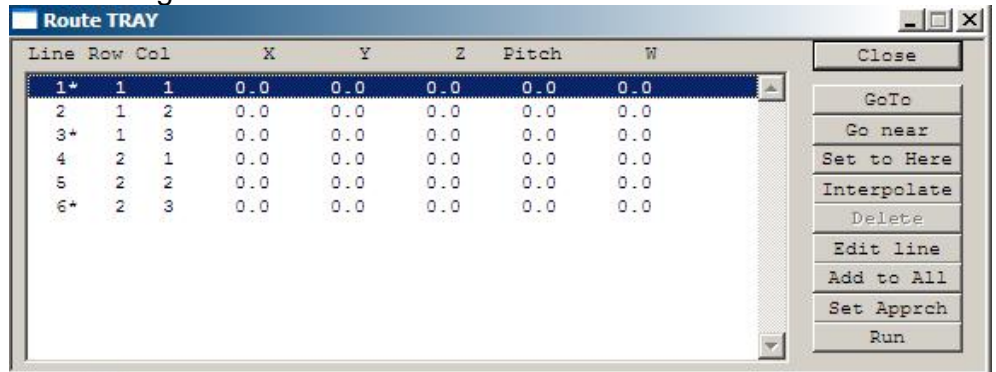 Route TRAY
Line Row Col X Y Z Pitch W
1* 1 1 0.0 0.0 0.0 0.0 0.0
2 1 2 0.0 0.0 0.0 0.0 0.0
3* 1 3 0.0 0.0 0.0 0.0 0.0
4 2 1 0.0 0.0 0.0 0.0 0.0
5 2 2 0.0 0.0 0.0 0.0 0.0
6* 2 3 0.0 0.0 0.0 0.0 0.0
Close
GoTo
Go near
Set to Here
Interpolate
Delete
Edit line
Add to All
Set Apprch
Run